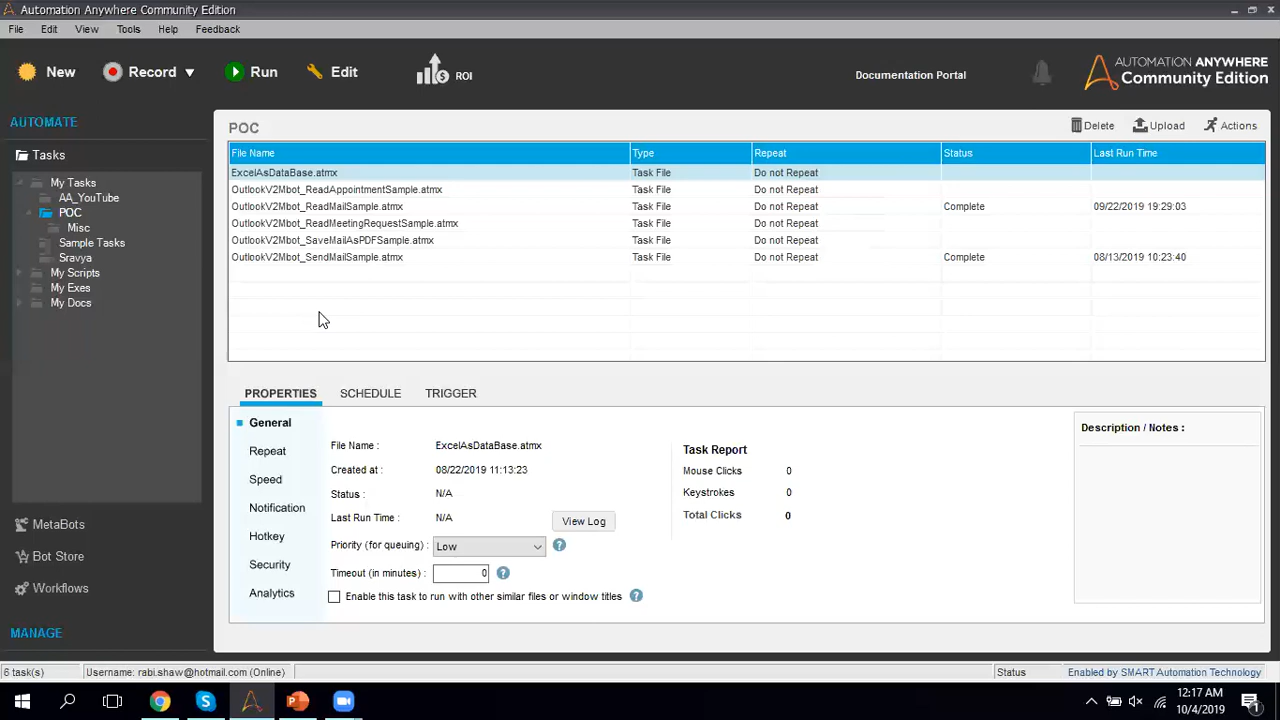 Automation Anywhere Community Edition
File Edit View Tools Help Feedback
New Record Run Edit ROI Documentation Portal
AUTOMATION ANYWHERE
Community Edition
AUTOMATE
Tasks
My Tasks
AA_YouTube
POC
Misc
Sample Tasks
Sravya
My Scripts
My Exes
My Docs
MetaBots
Bot Store
Workflows
MANAGE
POC Delete Upload Actions
File Name Type Repeat Status Last Run Time
ExcelAsDataBase.atmx Task File Do not Repeat
OutlookV2Mbot_ReadAppointmentSample.atmx Task File Do not Repeat
OutlookV2Mbot_ReadMailSample.atmx Task File Do not Repeat Complete 09/22/2019 19:29:03
OutlookV2Mbot_ReadMeetingRequestSample.atmx Task File Do not Repeat
OutlookV2Mbot_SaveMailAsPDFSample.atmx Task File Do not Repeat
OutlookV2Mbot_SendMailSample.atmx Task File Do not Repeat Complete 08/13/2019 10:23:40
PROPERTIES SCHEDULE TRIGGER
General
Repeat
Speed
Notification
Hotkey
Security
Analytics
File Name : ExcelAsDataBase.atmx
Created at : 08/22/2019 11:13:23
Status : N/A
Last Run Time : N/A View Log
Priority (for queuing) : Low ?
Timeout (in minutes) : 0 ?
Enable this task to run with other similar files or window titles ?
Task Report
Mouse Clicks 0
Keystrokes 0
Total Clicks 0
Description / Notes :
6 task(s) Username: rabi.shaw@hotmail.com (Online) Status Enabled by SMART Automation Technology
12:17 AM
10/4/2019
1